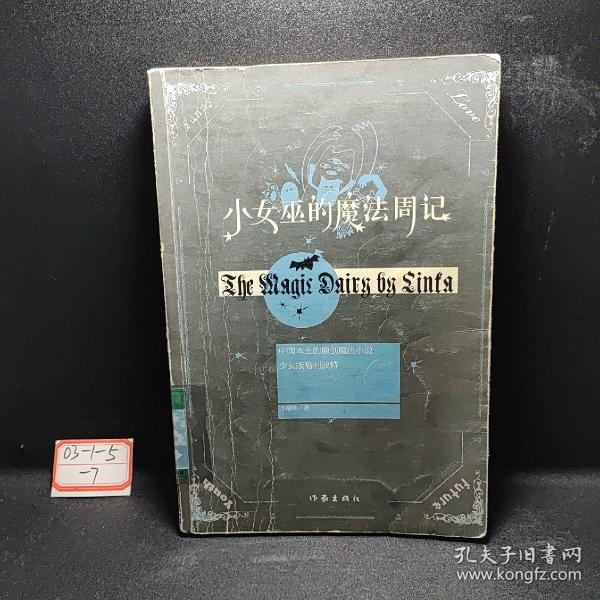 Funny
Love
小女巫的魔法周记
The Magic Dairy by Linka
中国本土的原创魔法小说
少女版哈利波特
著
Youth
future
作家出版社
03-1-5
-7
孔夫子旧书网
www.kongfz.com